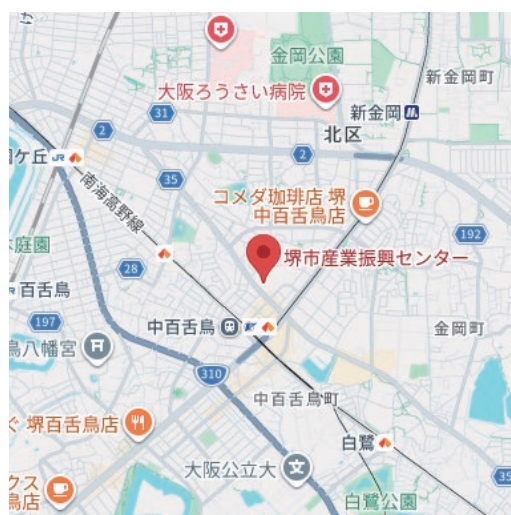 金岡公園
新金岡町
大阪ろうさい病院
31
新金岡
2
北区
2
ケ丘
JR
35
南海高野線
コメダ珈琲店 堺
中百舌鳥店
192
庭園
堺市産業振興センター
28
百舌鳥
197
中百舌鳥
金岡町
鳥八幡宮
310
中百舌鳥町
ぐ 堺百舌鳥店
白鷺
大阪公立大
クス
鳥店
35
白鷺公園